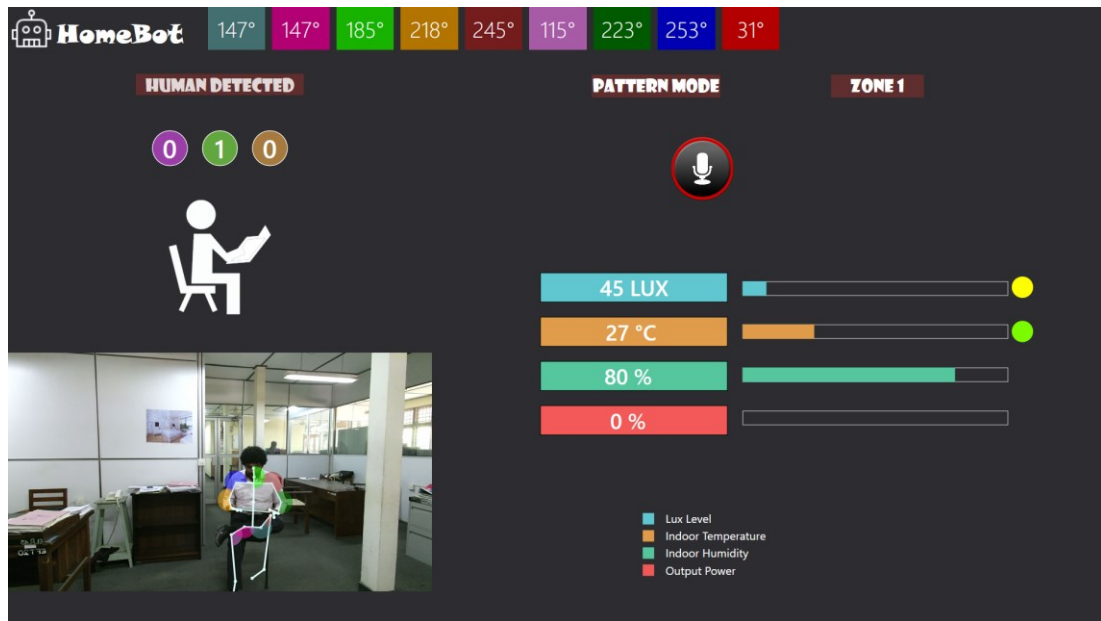 HomeBot 147° 147° 185° 218° 245° 115° 223° 253° 31°
HUMAN DETECTED
PATTERN MODE
ZONE 1
0 1 0
45 LUX
27 °C
80 %
0 %
Lux Level
Indoor Temperature
Indoor Humidity
Output Power